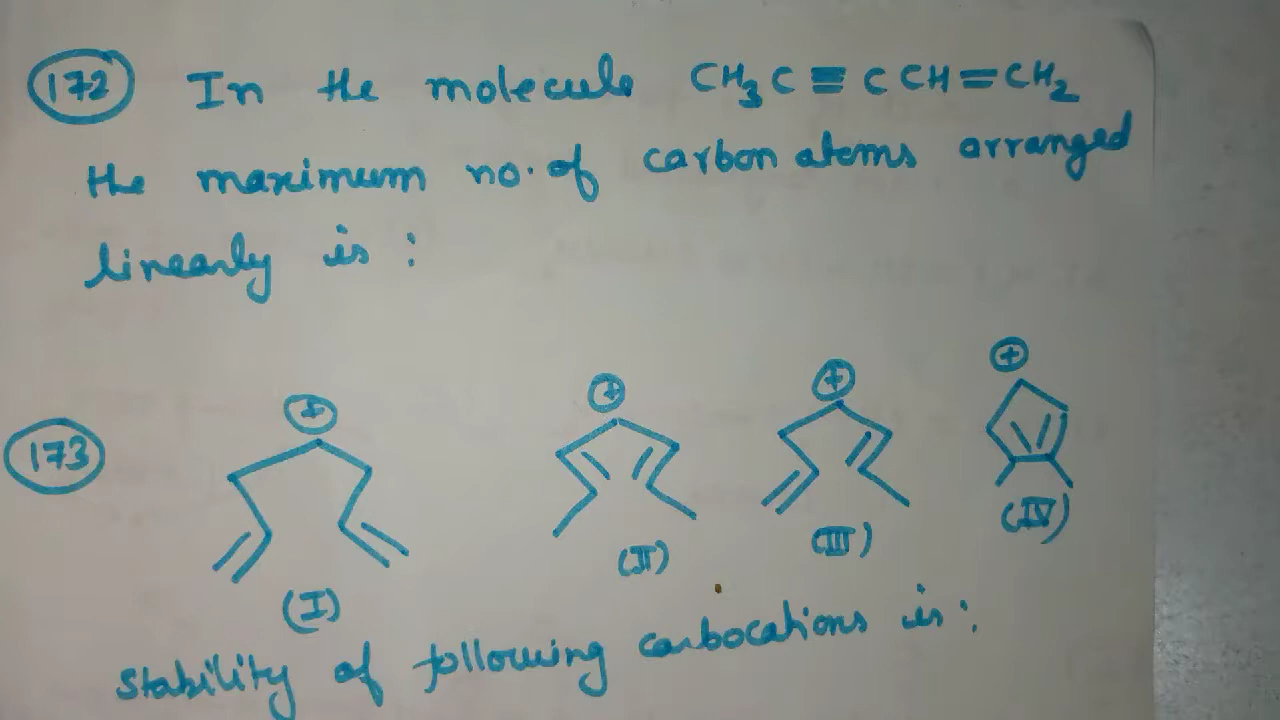 172 In the molecule CH₃C≡CCH=CH₂
the maximum no. of carbon atoms arranged
linearly is :
173
(I) (II) (III) (IV)
Stability of following carbocations is :